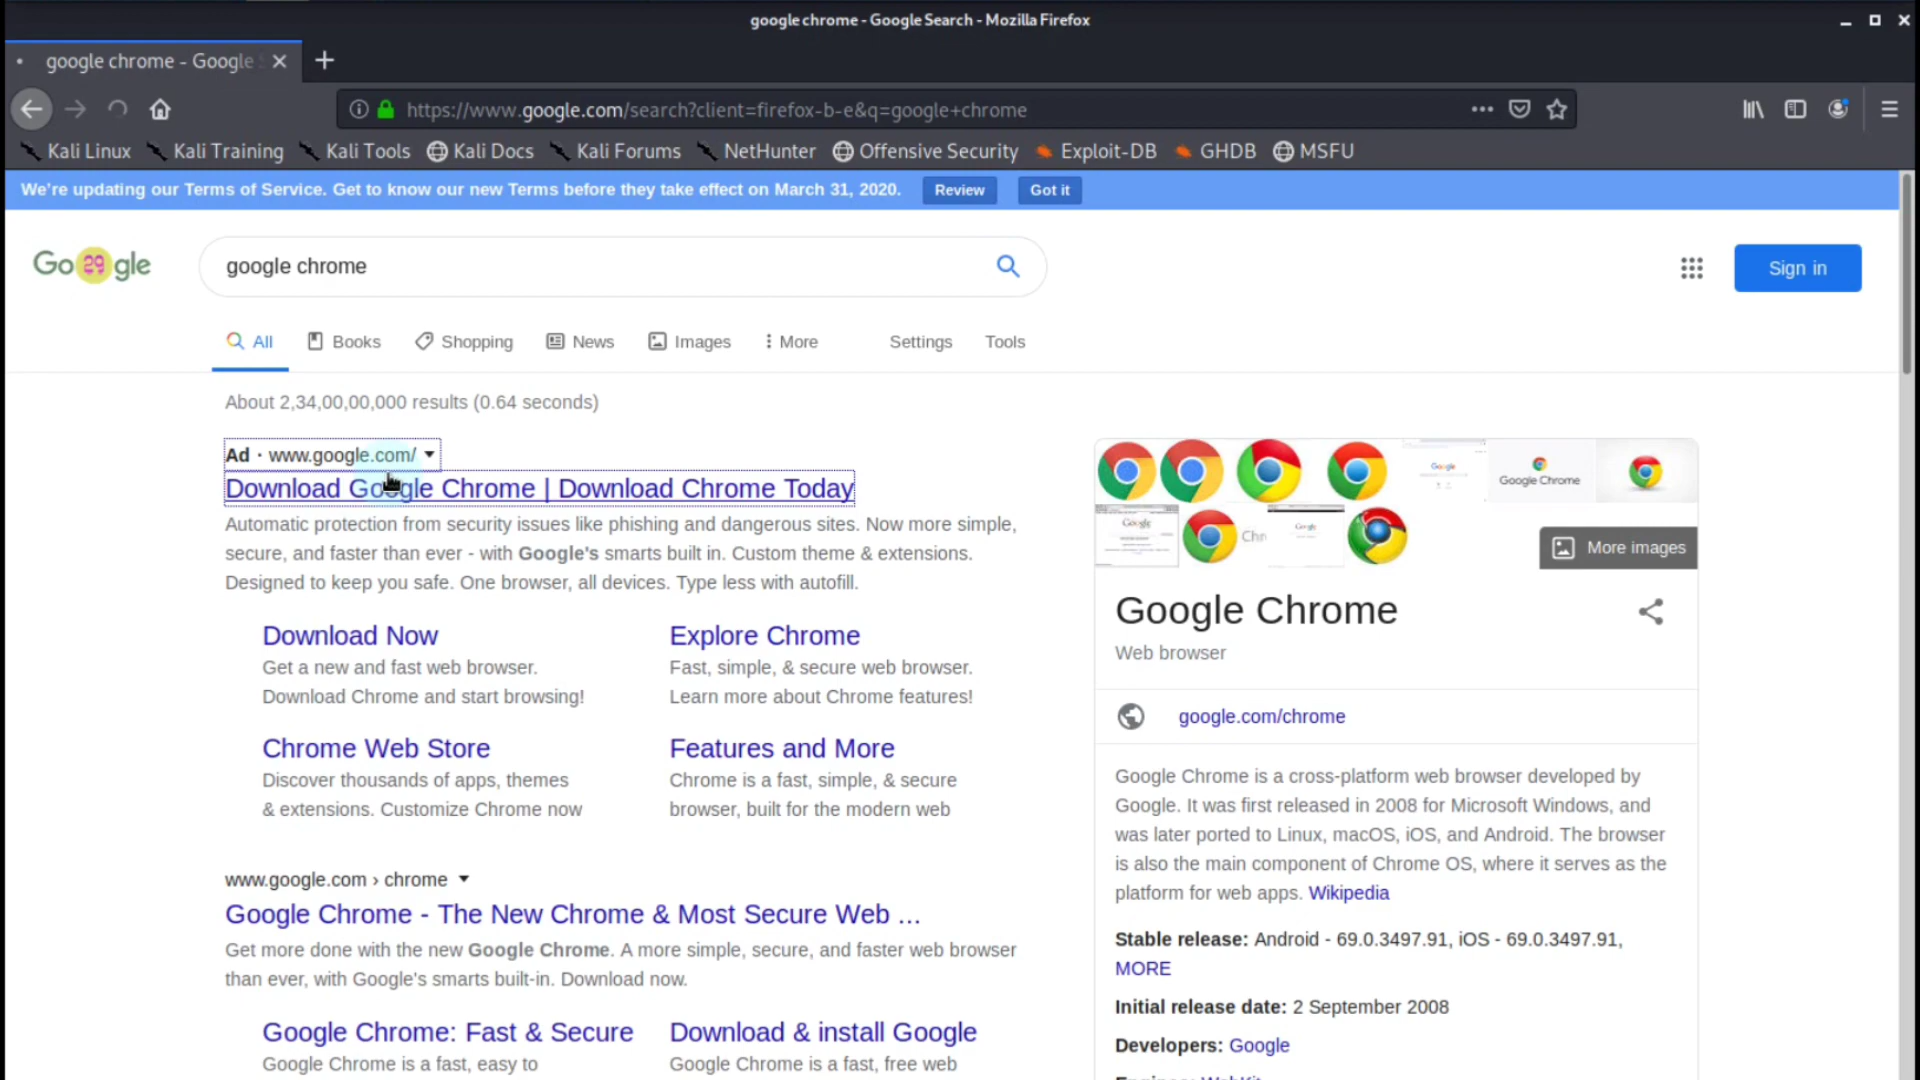 google chrome - Google Search - Mozilla Firefox
google chrome - Google
https://www.google.com/search?client=firefox-b-e&q=google+chrome
Kali Linux Kali Training Kali Tools Kali Docs Kali Forums NetHunter Offensive Security Exploit-DB GHDB MSFU
We're updating our Terms of Service. Get to know our new Terms before they take effect on March 31, 2020. Review Got it
Go29gle
google chrome
Sign in
All Books Shopping News Images More Settings Tools
About 2,34,00,00,000 results (0.64 seconds)
Ad · www.google.com/
Download Google Chrome | Download Chrome Today
Automatic protection from security issues like phishing and dangerous sites. Now more simple,
secure, and faster than ever - with Google's smarts built in. Custom theme & extensions.
Designed to keep you safe. One browser, all devices. Type less with autofill.
Download Now
Get a new and fast web browser.
Download Chrome and start browsing!
Explore Chrome
Fast, simple, & secure web browser.
Learn more about Chrome features!
Chrome Web Store
Discover thousands of apps, themes
& extensions. Customize Chrome now
Features and More
Chrome is a fast, simple, & secure
browser, built for the modern web
www.google.com › chrome
Google Chrome - The New Chrome & Most Secure Web ...
Get more done with the new Google Chrome. A more simple, secure, and faster web browser
than ever, with Google's smarts built-in. Download now.
Google Chrome: Fast & Secure
Google Chrome is a fast, easy to
Download & install Google
Google Chrome is a fast, free web
Google
Google Chrome
Google
Chr
Google
More images
Google Chrome
Web browser
google.com/chrome
Google Chrome is a cross-platform web browser developed by
Google. It was first released in 2008 for Microsoft Windows, and
was later ported to Linux, macOS, iOS, and Android. The browser
is also the main component of Chrome OS, where it serves as the
platform for web apps. Wikipedia
Stable release: Android - 69.0.3497.91, iOS - 69.0.3497.91,
MORE
Initial release date: 2 September 2008
Developers: Google